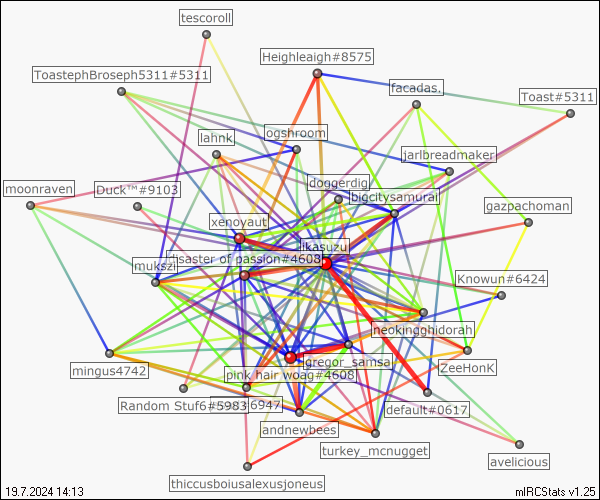 tescoroll
Heighleaigh#8575
ToastephBroseph5311#5311
facadas.
Toast#5311
ogshroom
lahnk
jarlbreadmaker
doggerdig
moonraven
Duck™#9103
bigcitysamurai
gazpachoman
xenoyaut
ikasuzu
disaster of passion#4608
mukszi
Knowun#6424
neokingghidorah
gregor_samsa
ZeeHonK
mingus4742
pink hair woag#4608
Random Stuf6#5983
6947
default#0617
andnewbees
turkey_mcnugget
avelicious
thiccusboiusalexusjoneus
19.7.2024 14:13
mIRCStats v1.25